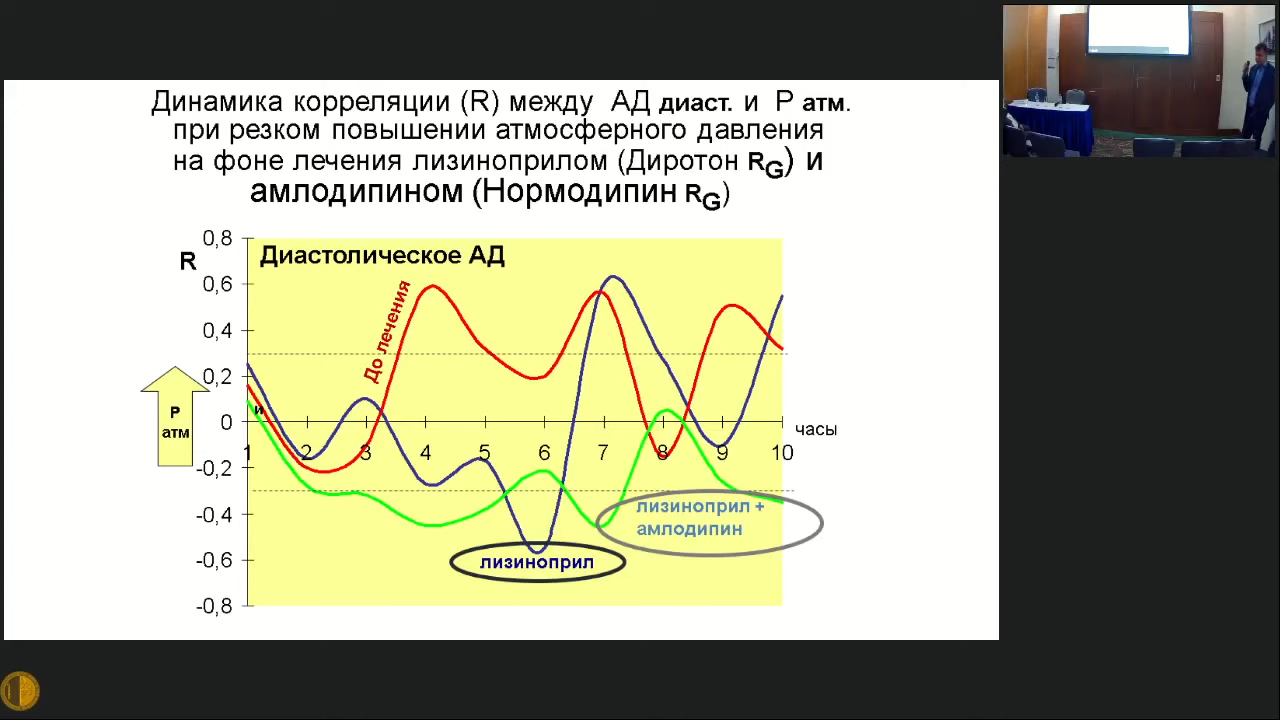 Динамика корреляции (R) между АД диаст. и Р атм.
при резком повышении атмосферного давления
на фоне лечения лизиноприлом (Диротон RG) и
амлодипином (Нормодипин RG)
R
Диастолическое АД
0,8
0,6
0,4
0,2
0
-0,2
-0,4
-0,6
-0,8
До лечения
Р
атм
и
1 2 3 4 5 6 7 8 9 10
часы
лизиноприл +
амлодипин
лизиноприл